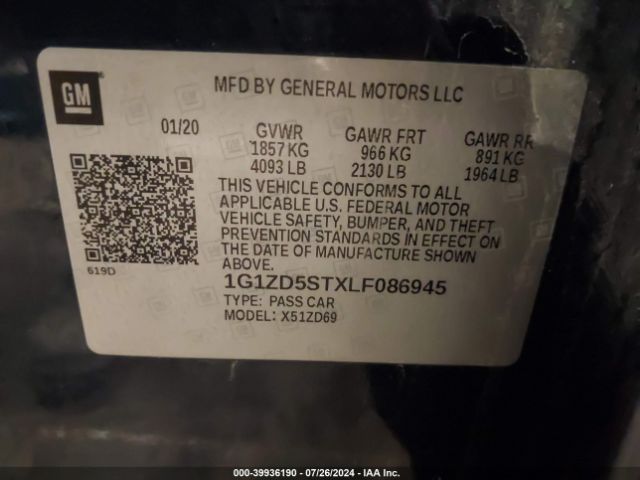 GM
MFD BY GENERAL MOTORS LLC
01/20 GVWR GAWR FRT GAWR RR
1857 KG 966 KG 891 KG
4093 LB 2130 LB 1964 LB
THIS VEHICLE CONFORMS TO ALL
APPLICABLE U.S. FEDERAL MOTOR
VEHICLE SAFETY, BUMPER, AND THEFT
PREVENTION STANDARDS IN EFFECT ON
THE DATE OF MANUFACTURE SHOWN
ABOVE.
619D
1G1ZD5STXLF086945
TYPE: PASS CAR
MODEL: X51ZD69
000-39936190 - 07/26/2024 - IAA Inc.